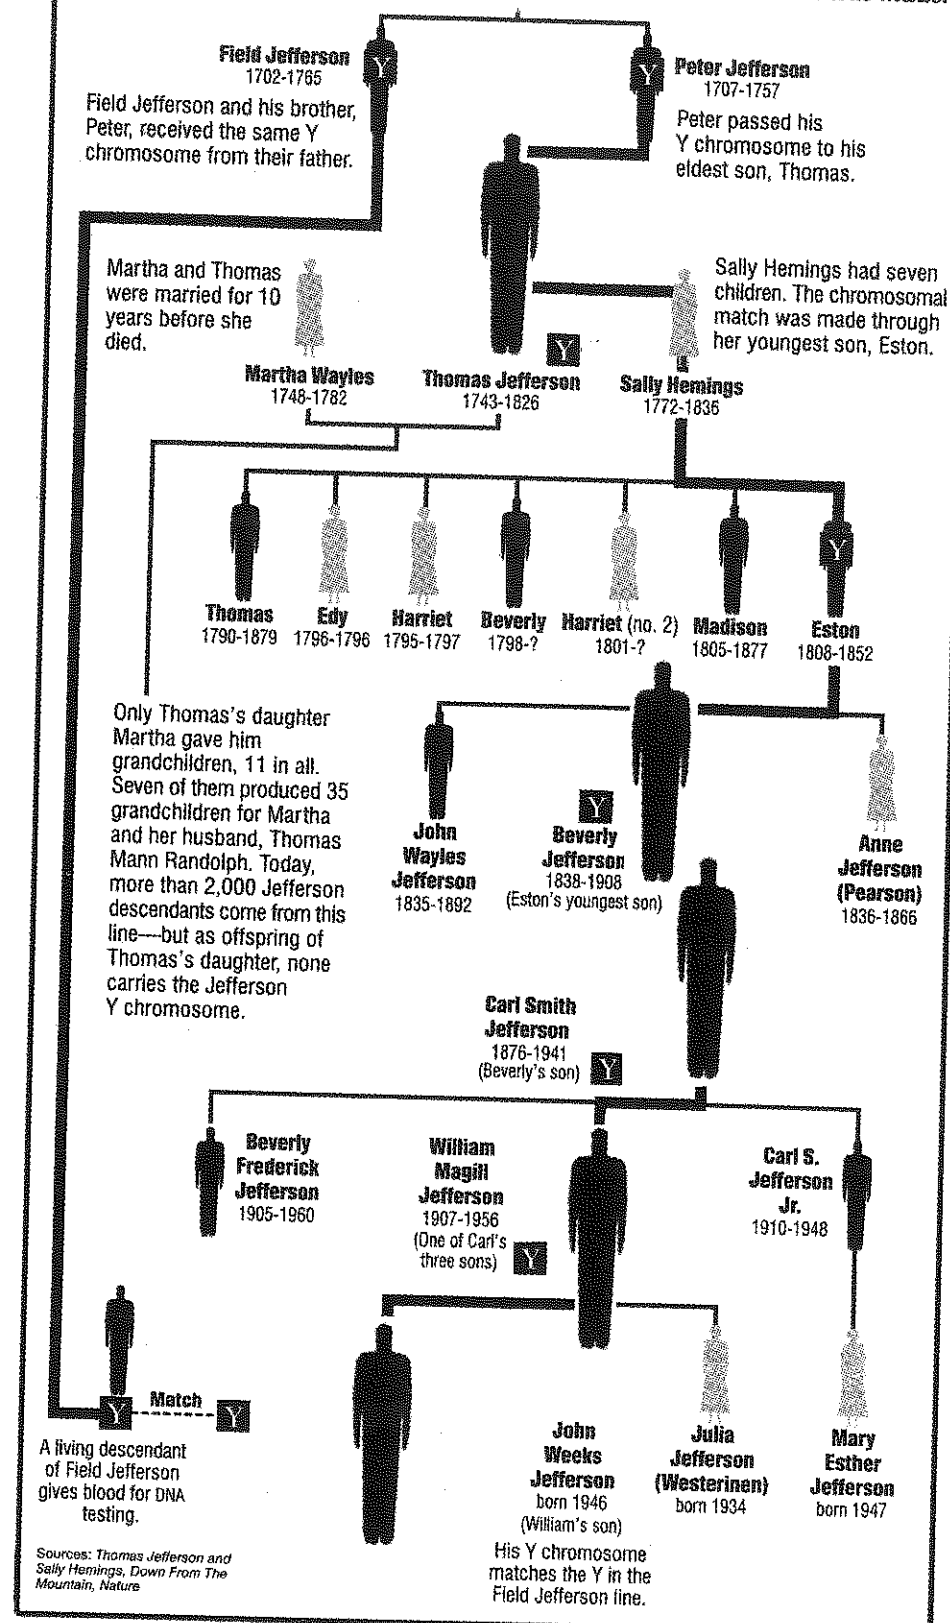 Field Jefferson
1702-1765
Field Jefferson and his brother,
Peter, received the same Y
chromosome from their father.
Y
Y
Peter Jefferson
1707-1757
Peter passed his
Y chromosome to his
eldest son, Thomas.
Martha and Thomas
were married for 10
years before she
died.
Sally Hemings had seven
children. The chromosomal
match was made through
her youngest son, Eston.
Martha Wayles
1748-1782
Y
Thomas Jefferson
1743-1826
Sally Hemings
1772-1836
Thomas
1790-1879
Edy
1796-1796
Harriet
1795-1797
Beverly
1798-?
Harriet (no. 2)
1801-?
Madison
1805-1877
Y
Eston
1808-1852
Only Thomas's daughter
Martha gave him
grandchildren, 11 in all.
Seven of them produced 35
grandchildren for Martha
and her husband, Thomas
Mann Randolph. Today,
more than 2,000 Jefferson
descendants come from this
line—but as offspring of
Thomas's daughter, none
carries the Jefferson
Y chromosome.
John
Wayles
Jefferson
1835-1892
Y
Beverly
Jefferson
1838-1908
(Eston's youngest son)
Anne
Jefferson
(Pearson)
1836-1866
Carl Smith
Jefferson
1876-1941
(Beverly's son)
Y
Beverly
Frederick
Jefferson
1905-1960
William
Magill
Jefferson
1907-1956
(One of Carl's
three sons)
Y
Carl S.
Jefferson
Jr.
1910-1948
Y
Match
Y
A living descendant
of Field Jefferson
gives blood for DNA
testing.
John
Weeks
Jefferson
born 1946
(William's son)
His Y chromosome
matches the Y in the
Field Jefferson line.
Julia
Jefferson
(Westerinen)
born 1934
Mary
Esther
Jefferson
born 1947
Sources: Thomas Jefferson and
Sally Hemings, Down From The
Mountain, Nature